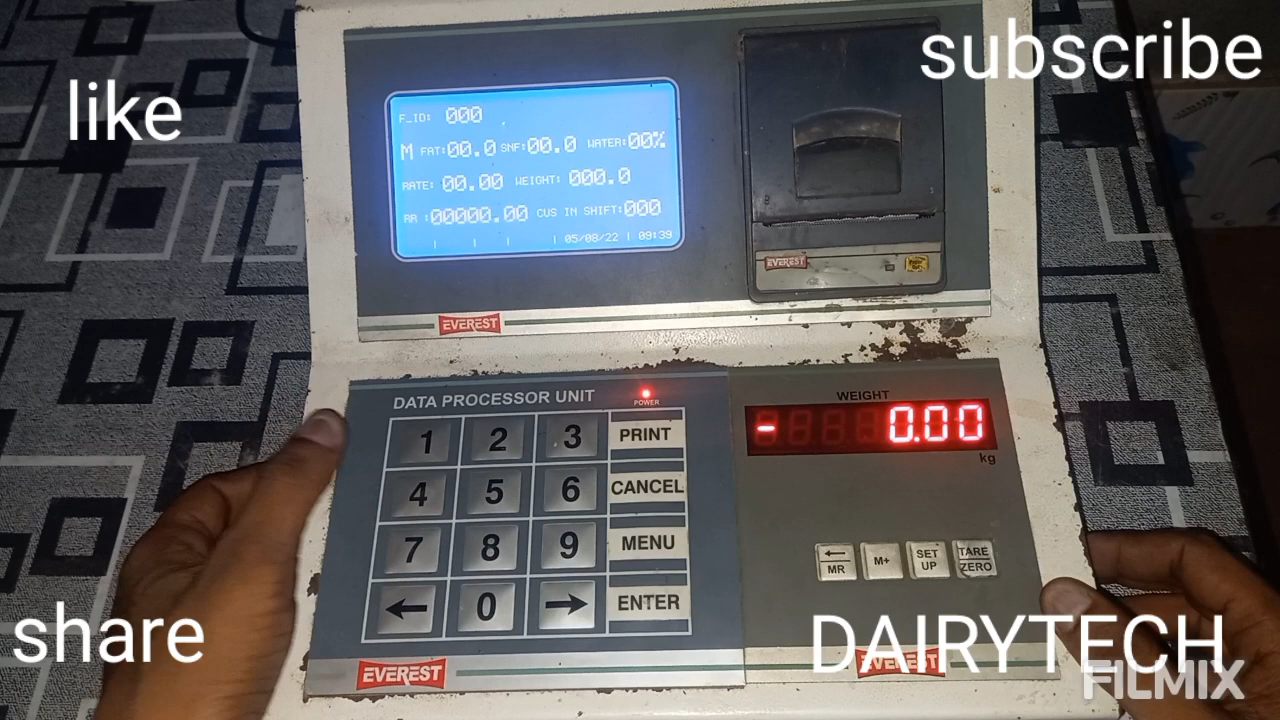 like
subscribe
F_ID: 000
M FAT:00.0 SNF:00.0 WATER:00%
RATE: 00.00 WEIGHT: 000.0
RR :00000.00 CUS IN SHIFT:000
| | | | 05/08/22 | 09:39
EVEREST
EVEREST
DATA PROCESSOR UNIT
POWER
1 2 3 PRINT
4 5 6 CANCEL
7 8 9 MENU
← 0 → ENTER
EVEREST
WEIGHT
- 0.00
kg
← MR
M+
SET UP
TARE ZERO
EVEREST
share
DAIRYTECH
FILMIX